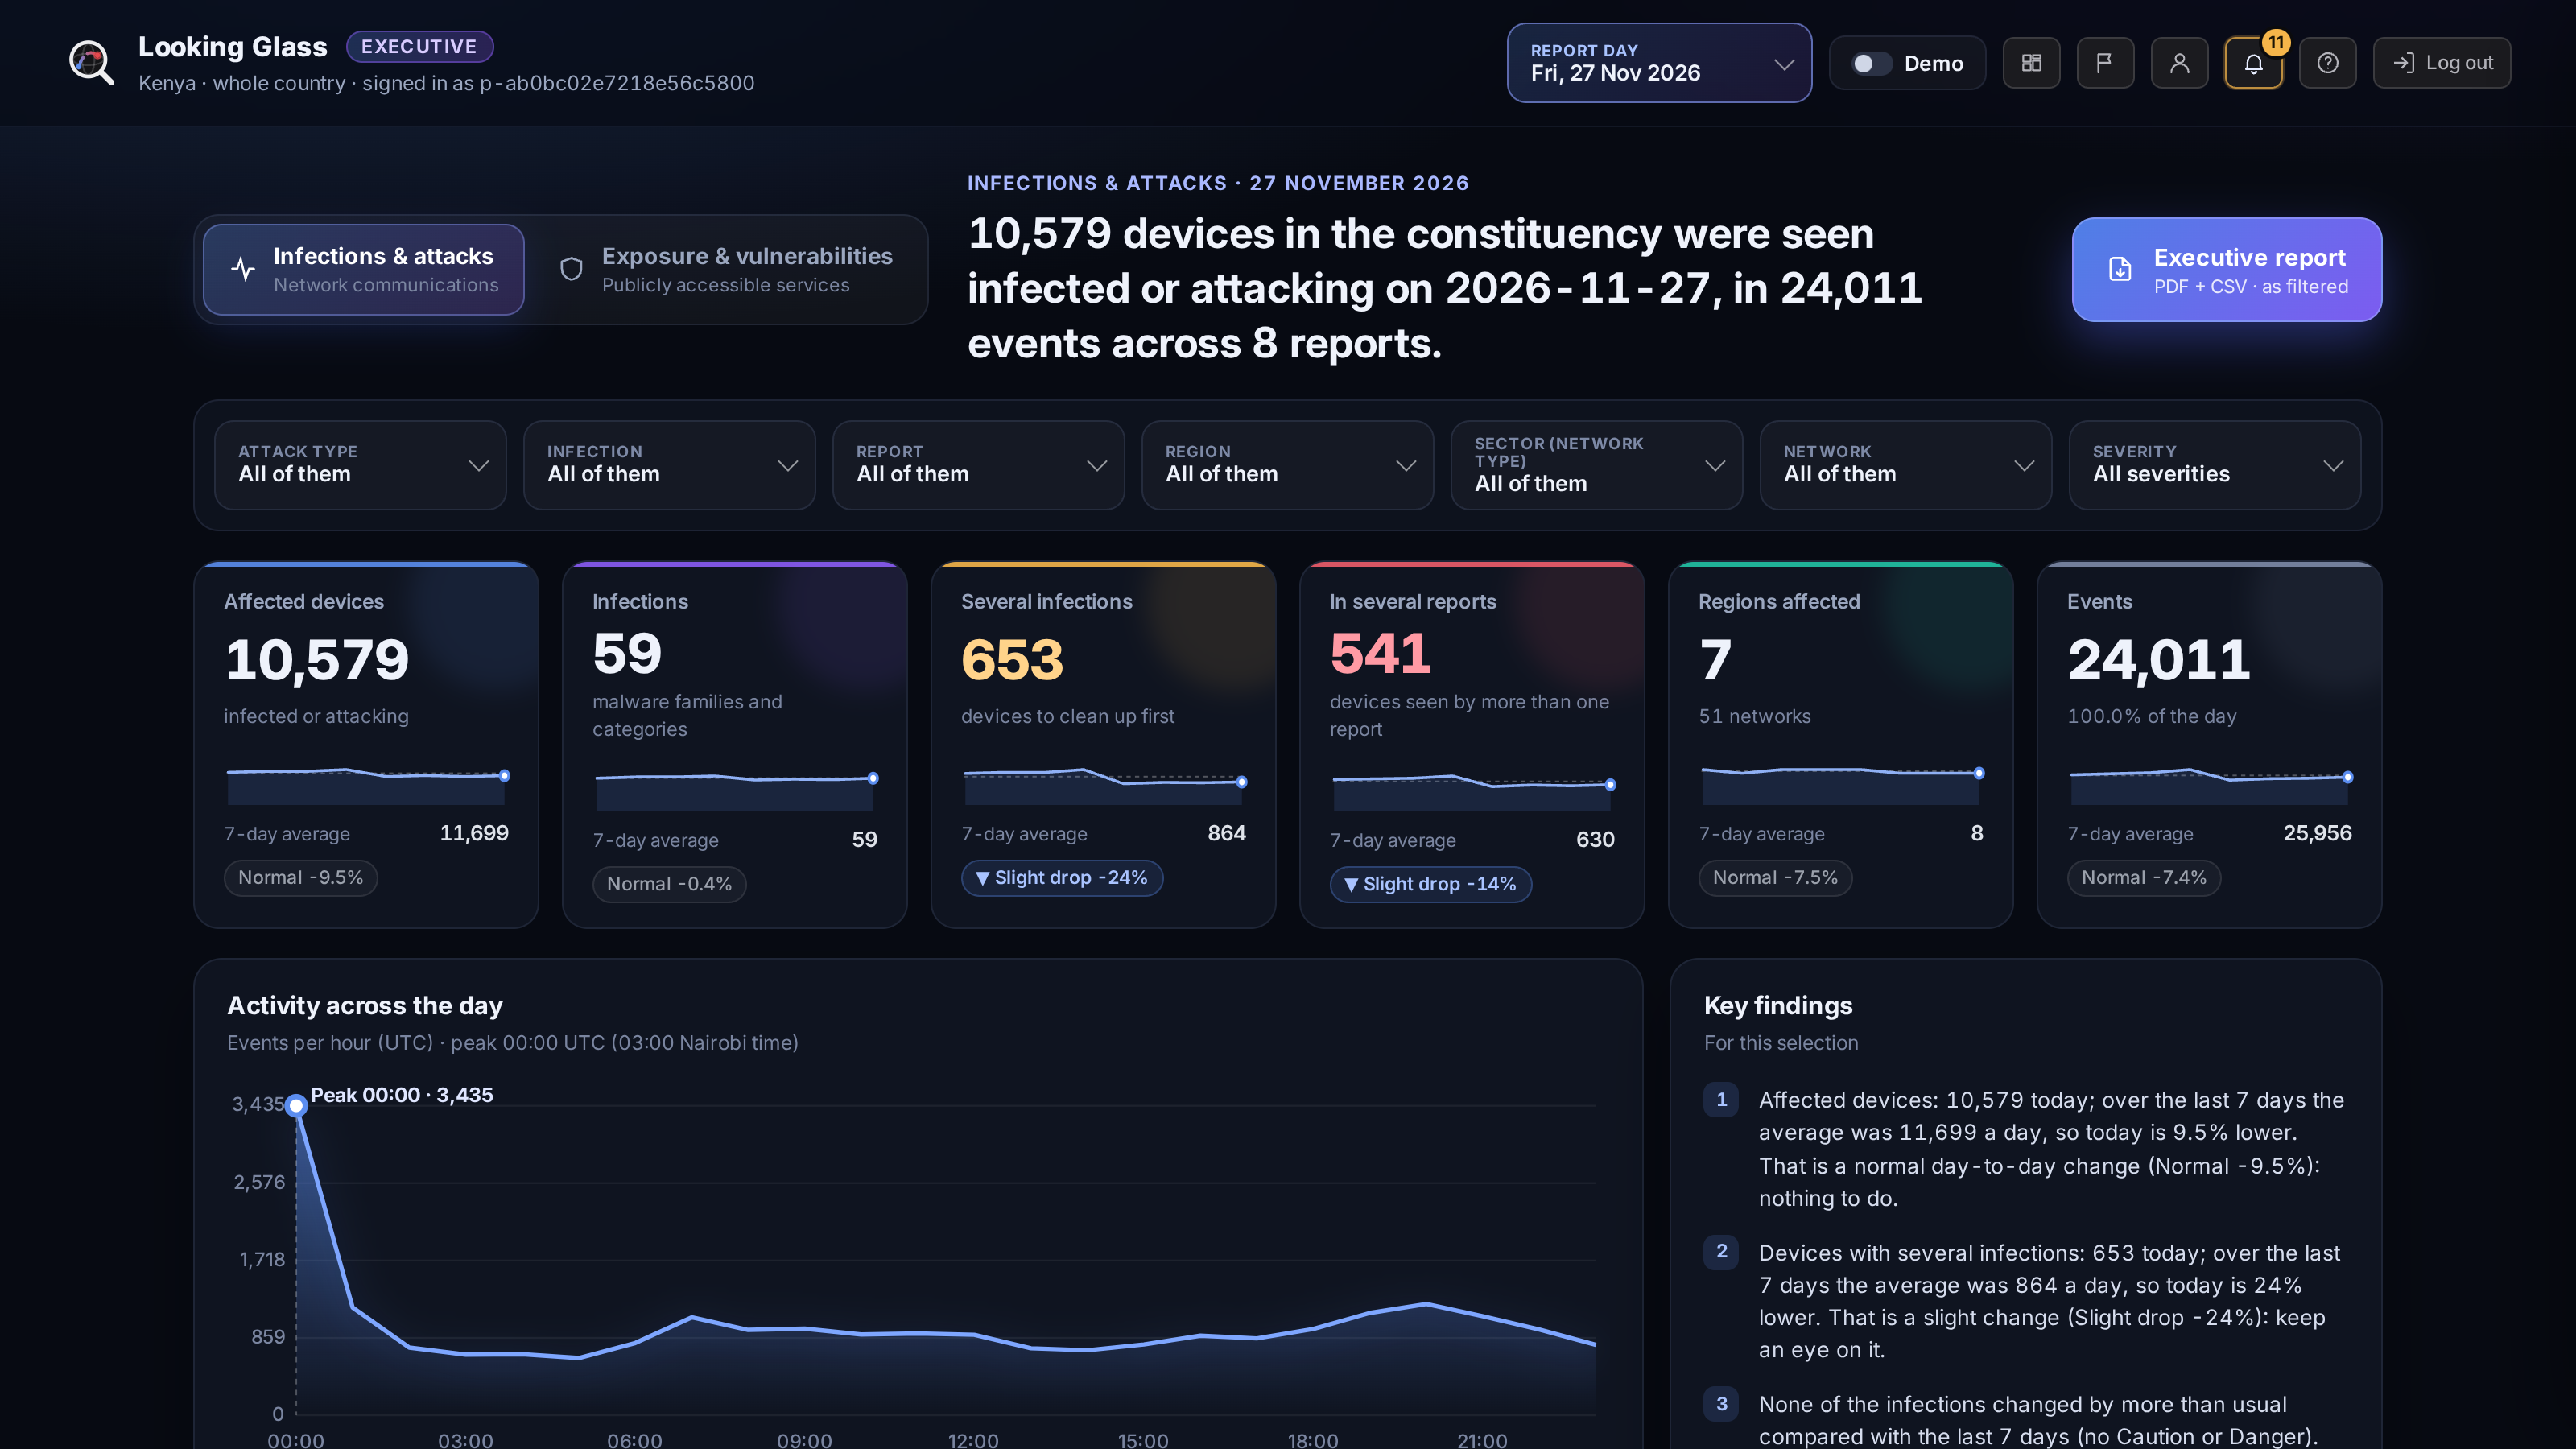 Looking Glass EXECUTIVE
Kenya · whole country · signed in as p-ab0bc02e7218e56c5800
REPORT DAY
Fri, 27 Nov 2026
Demo
11
Log out
Infections & attacks
Network communications
Exposure & vulnerabilities
Publicly accessible services
INFECTIONS & ATTACKS · 27 NOVEMBER 2026
10,579 devices in the constituency were seen
infected or attacking on 2026-11-27, in 24,011
events across 8 reports.
Executive report
PDF + CSV · as filtered
ATTACK TYPE
All of them
INFECTION
All of them
REPORT
All of them
REGION
All of them
SECTOR (NETWORK
TYPE)
All of them
NETWORK
All of them
SEVERITY
All severities
Affected devices
10,579
infected or attacking
7-day average 11,699
Normal -9.5%
Infections
59
malware families and
categories
7-day average 59
Normal -0.4%
Several infections
653
devices to clean up first
7-day average 864
▼ Slight drop -24%
In several reports
541
devices seen by more than one
report
7-day average 630
▼ Slight drop -14%
Regions affected
7
51 networks
7-day average 8
Normal -7.5%
Events
24,011
100.0% of the day
7-day average 25,956
Normal -7.4%
Activity across the day
Events per hour (UTC) · peak 00:00 UTC (03:00 Nairobi time)
Peak 00:00 · 3,435
3,435
2,576
1,718
859
0
00:00 03:00 06:00 09:00 12:00 15:00 18:00 21:00
Key findings
For this selection
1 Affected devices: 10,579 today; over the last 7 days the
average was 11,699 a day, so today is 9.5% lower.
That is a normal day-to-day change (Normal -9.5%):
nothing to do.
2 Devices with several infections: 653 today; over the last
7 days the average was 864 a day, so today is 24%
lower. That is a slight change (Slight drop -24%): keep
an eye on it.
3 None of the infections changed by more than usual
compared with the last 7 days (no Caution or Danger).